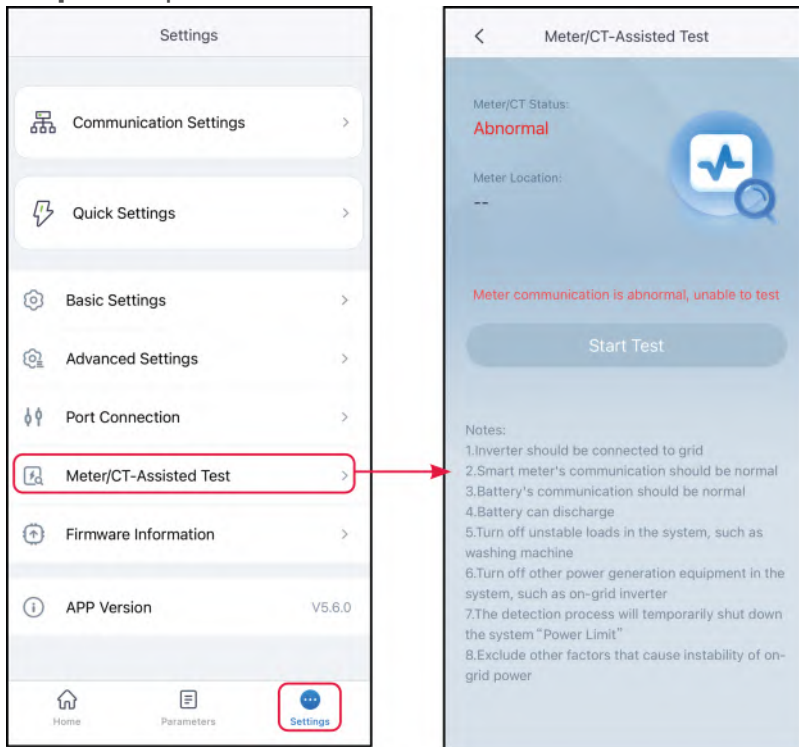 Settings
Communication Settings
Quick Settings
Basic Settings
Advanced Settings
Port Connection
Meter/CT-Assisted Test
Firmware Information
APP Version V5.6.0
Home Parameters Settings
Meter/CT-Assisted Test
Meter/CT Status:
Abnormal
Meter Location:
--
Meter communication is abnormal, unable to test
Start Test
Notes:
1.Inverter should be connected to grid
2.Smart meter's communication should be normal
3.Battery's communication should be normal
4.Battery can discharge
5.Turn off unstable loads in the system, such as
washing machine
6.Turn off other power generation equipment in the
system, such as on-grid inverter
7.The detection process will temporarily shut down
the system "Power Limit"
8.Exclude other factors that cause instability of on-
grid power